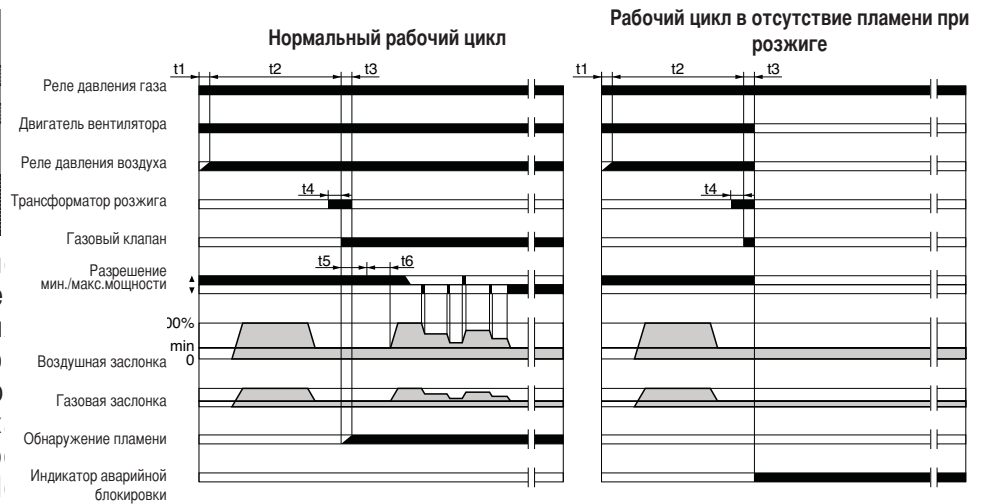 Нормальный рабочий цикл
Рабочий цикл в отсутствие пламени при
розжиге
t1
t2
t3
t1
t2
t3
Реле давления газа
Двигатель вентилятора
Реле давления воздуха
Трансформатор розжига
t4
t4
Газовый клапан
t5
t6
Разрешение
мин./макс.мощности
00%
min
0
Воздушная заслонка
Газовая заслонка
Обнаружение пламени
Индикатор аварийной
блокировки